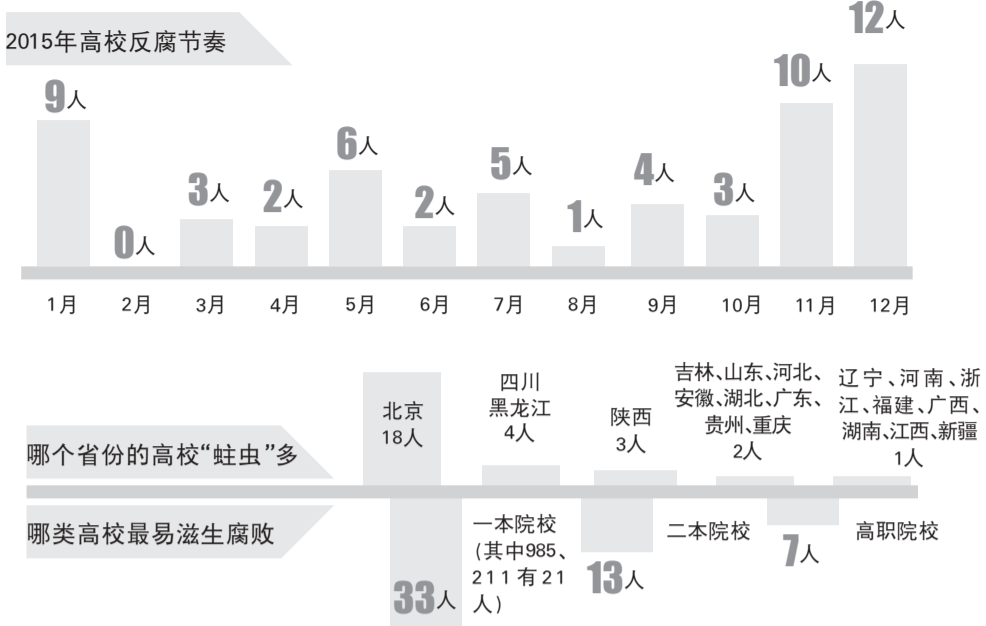 2015年高校反腐节奏
9人
0人
3人
2人
6人
2人
5人
1人
4人
3人
10人
12人
1月
2月
3月
4月
5月
6月
7月
8月
9月
10月
11月
12月
哪个省份的高校“蛀虫”多
北京
18人
四川
黑龙江
4人
陕西
3人
吉林、山东、河北、
安徽、湖北、广东、
贵州、重庆
2人
辽宁、河南、浙
江、福建、广西、
湖南、江西、新疆
1人
哪类高校最易滋生腐败
33人
一本院校
(其中985、
211有21
人)
13人
二本院校
7人
高职院校